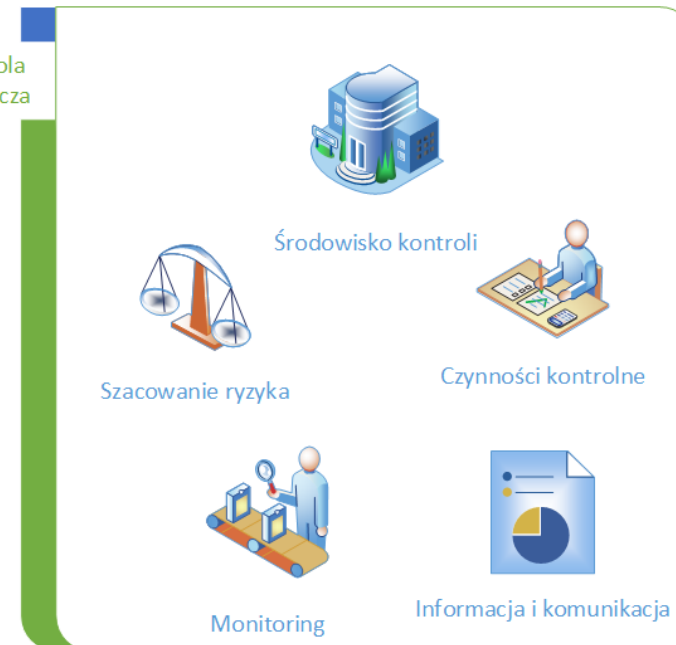 Środowisko kontroli
Szacowanie ryzyka
Czynności kontrolne
Monitoring
Informacja i komunikacja